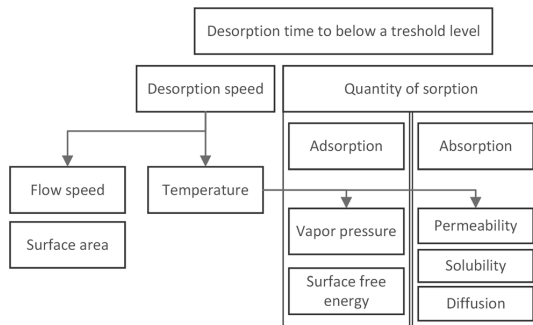 Desorption time to below a treshold level
Desorption speed
Quantity of sorption
Adsorption
Absorption
Flow speed
Temperature
Surface area
Vapor pressure
Permeability
Surface free
energy
Solubility
Diffusion